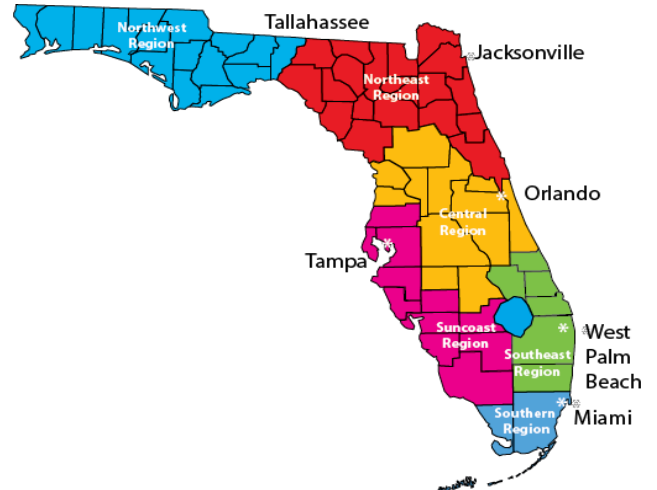 Tallahassee
Northwest
Region
Jacksonville
Northeast
Region
Orlando
Central
Region
Tampa
Suncoast
Region
West
Palm
Beach
Southeast
Region
Miami
Southern
Region